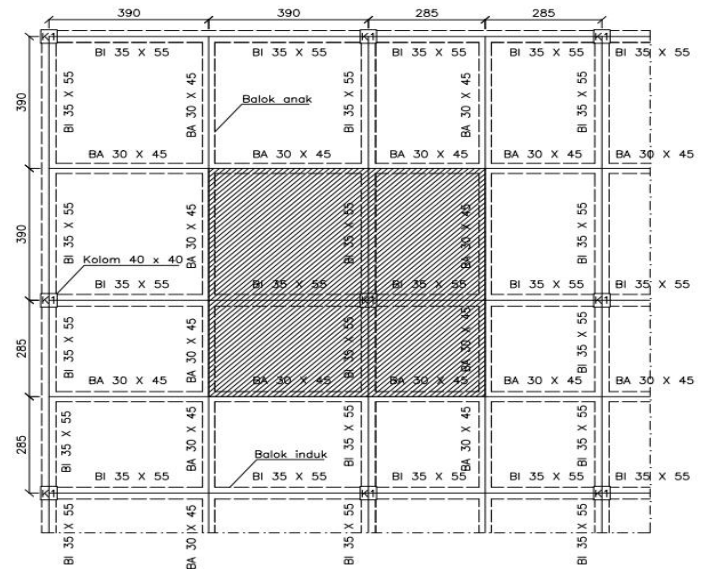 390 390 285 285
K1 K1 K1
BI 35 X 55 BI 35 X 55 BI 35 X 55 BI 35 X 55 BI 35 X 55
390
BI 35 X 55 BA 30 X 45 BI 35 X 55 BA 30 X 45 BI 35 X 55
Balok anak
BA 30 X 45 BA 30 X 45 BA 30 X 45 BA 30 X 45 BA 30 X 45
390
BI 35 X 55 BA 30 X 45 BI 35 X 55 BA 30 X 45 BI 35 X 55
Kolom 40 x 40
BI 35 X 55 BI 35 X 55 BI 35 X 55 BI 35 X 55 BI 35 X 55
K1 K1 K1
285
BI 35 X 55 BA 30 X 45 BI 35 X 55 BA 30 X 45 BI 35 X 55
BA 30 X 45 BA 30 X 45 BA 30 X 45 BA 30 X 45 BA 30 X 45
285
BI 35 X 55 BA 30 X 45 BI 35 X 55 BA 30 X 45 BI 35 X 55
Balok induk
BI 35 X 55 BI 35 X 55 BI 35 X 55 BI 35 X 55 BI 35 X 55
K1 K1 K1
BI 35 X 55 BA 30 X 45 BI 35 X 55 BA 30 X 45 BI 35 X 55